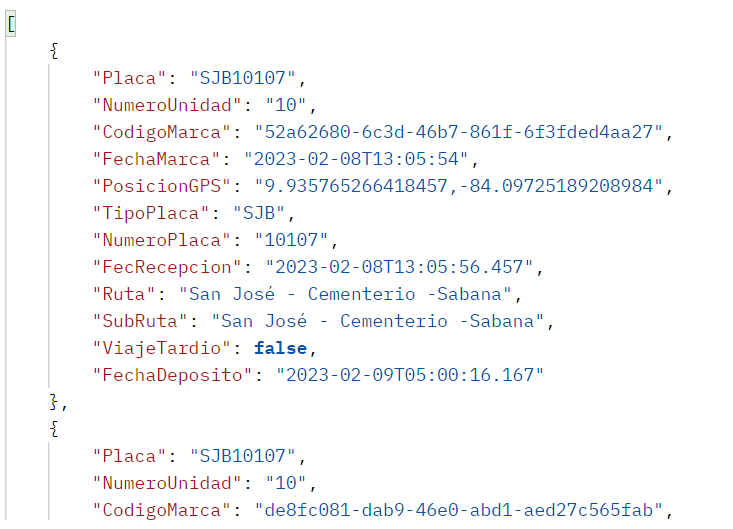 [
{
"Placa": "SJB10107",
"NumeroUnidad": "10",
"CodigoMarca": "52a62680-6c3d-46b7-861f-6f3fded4aa27",
"FechaMarca": "2023-02-08T13:05:54",
"PosicionGPS": "9.935765266418457,-84.09725189208984",
"TipoPlaca": "SJB",
"NumeroPlaca": "10107",
"FecRecepcion": "2023-02-08T13:05:56.457",
"Ruta": "San José - Cementerio -Sabana",
"SubRuta": "San José - Cementerio -Sabana",
"ViajeTardio": false,
"FechaDeposito": "2023-02-09T05:00:16.167"
},
{
"Placa": "SJB10107",
"NumeroUnidad": "10",
"CodigoMarca": "de8fc081-dab9-46e0-abd1-aed27c565fab",